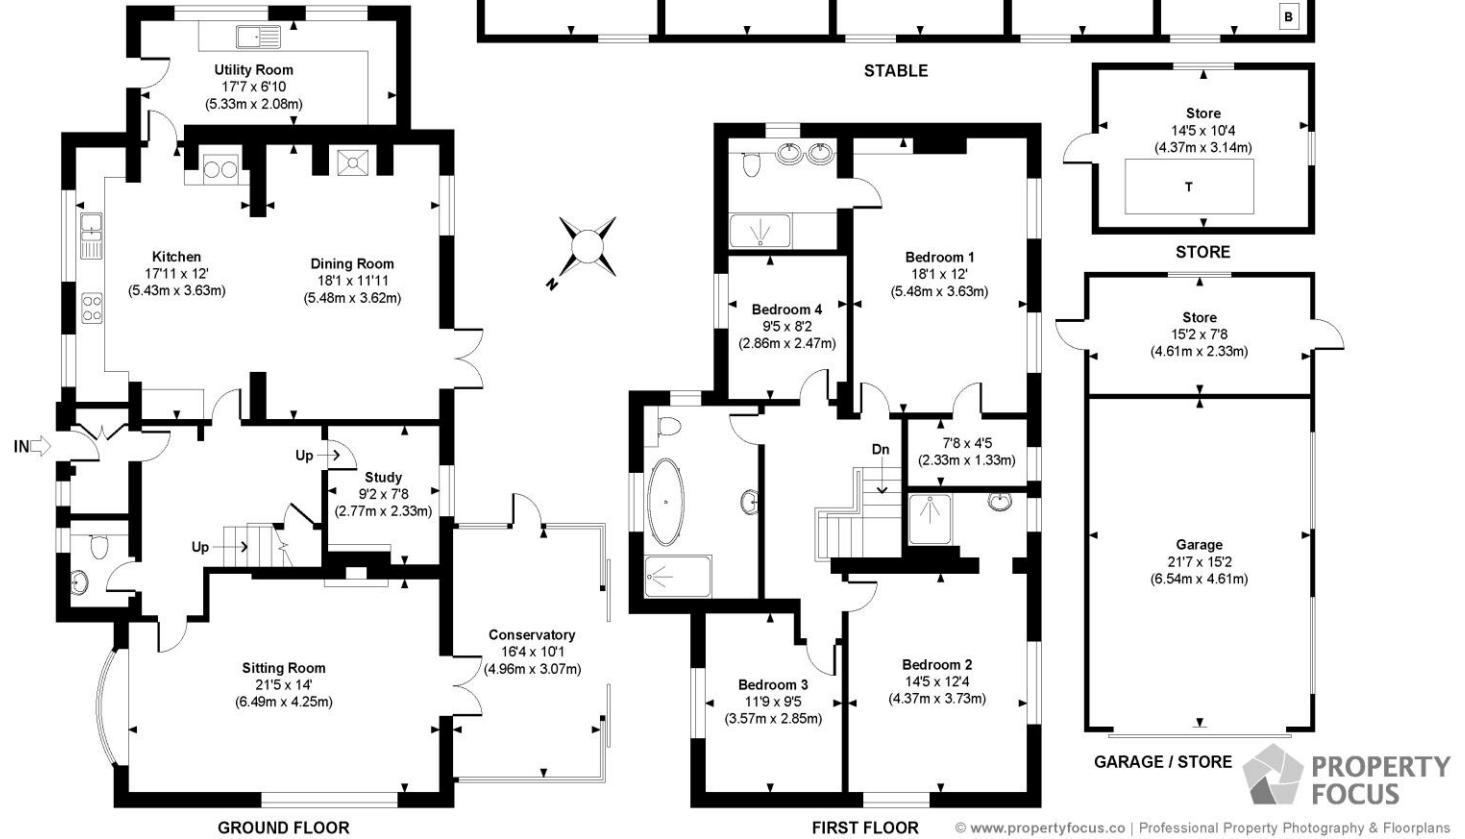 B
STABLE
Utility Room
17'7 x 6'10
(5.33m x 2.08m)
Store
14'5 x 10'4
(4.37m x 3.14m)
T
STORE
Kitchen
17'11 x 12'
(5.43m x 3.63m)
Dining Room
18'1 x 11'11
(5.48m x 3.62m)
N
Bedroom 1
18'1 x 12'
(5.48m x 3.63m)
Bedroom 4
9'5 x 8'2
(2.86m x 2.47m)
Store
15'2 x 7'8
(4.61m x 2.33m)
IN
Up
Study
9'2 x 7'8
(2.77m x 2.33m)
Up
Dn
7'8 x 4'5
(2.33m x 1.33m)
Garage
21'7 x 15'2
(6.54m x 4.61m)
Sitting Room
21'5 x 14'
(6.49m x 4.25m)
Conservatory
16'4 x 10'1
(4.96m x 3.07m)
Bedroom 3
11'9 x 9'5
(3.57m x 2.85m)
Bedroom 2
14'5 x 12'4
(4.37m x 3.73m)
GARAGE / STORE
PROPERTY
FOCUS
GROUND FLOOR
FIRST FLOOR
© www.propertyfocus.co | Professional Property Photography & Floorplans